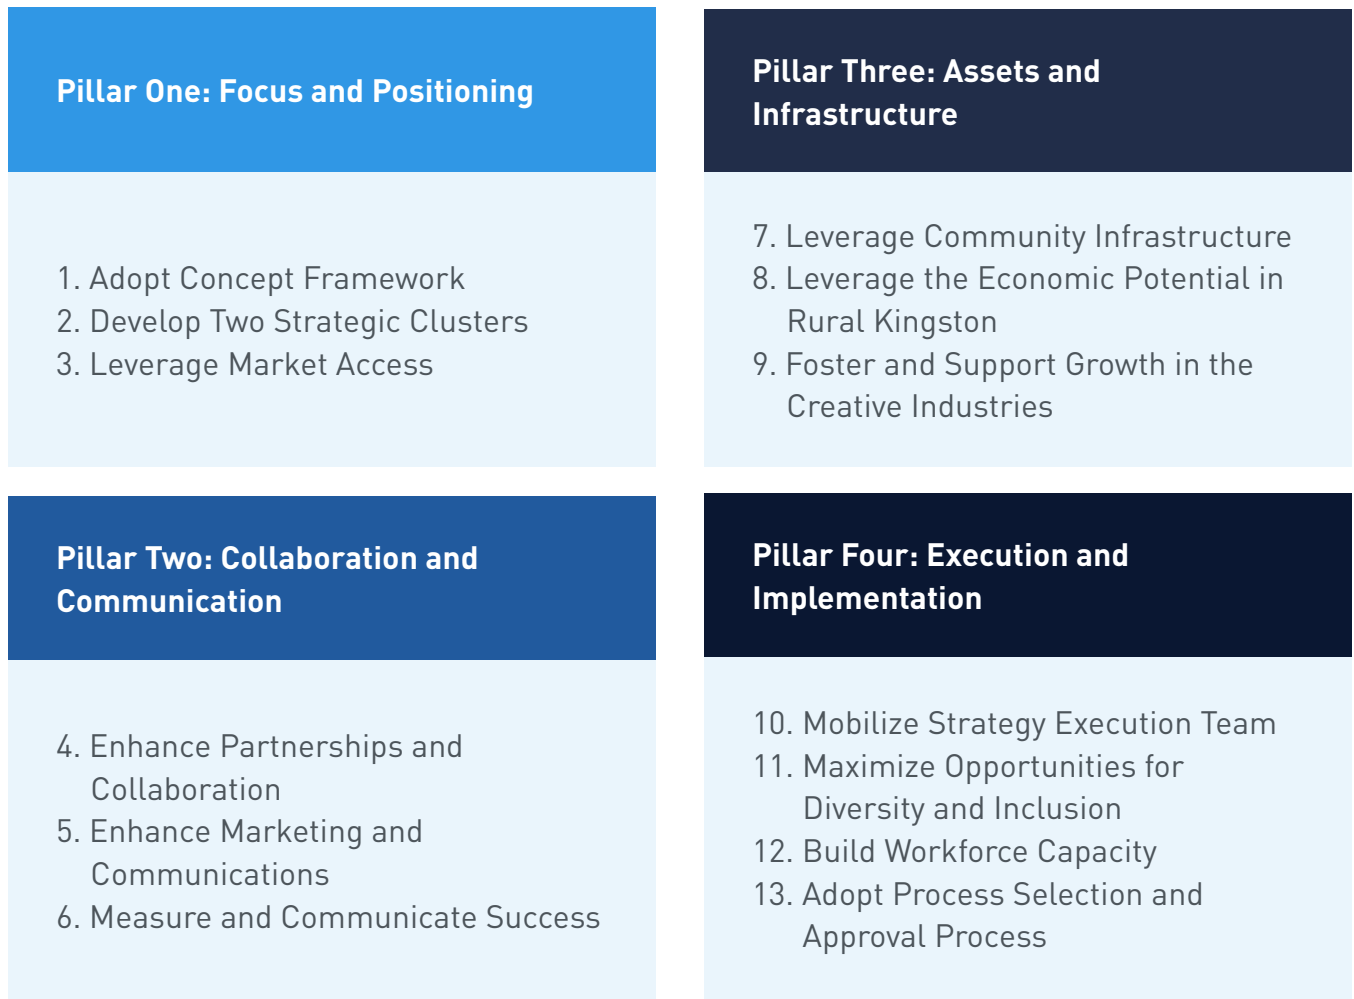 Pillar One: Focus and Positioning
1. Adopt Concept Framework
2. Develop Two Strategic Clusters
3. Leverage Market Access
Pillar Two: Collaboration and
Communication
4. Enhance Partnerships and
Collaboration
5. Enhance Marketing and
Communications
6. Measure and Communicate Success
Pillar Three: Assets and
Infrastructure
7. Leverage Community Infrastructure
8. Leverage the Economic Potential in
Rural Kingston
9. Foster and Support Growth in the
Creative Industries
Pillar Four: Execution and
Implementation
10. Mobilize Strategy Execution Team
11. Maximize Opportunities for
Diversity and Inclusion
12. Build Workforce Capacity
13. Adopt Process Selection and
Approval Process